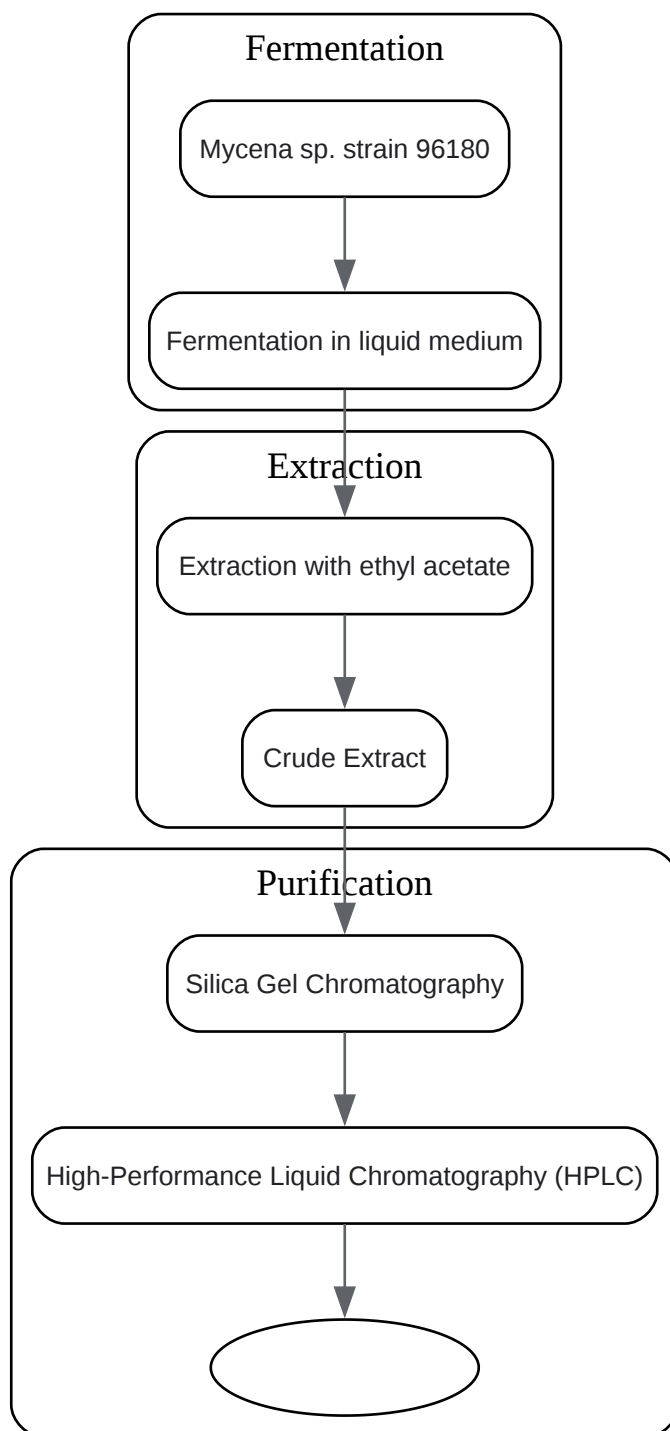 Fermentation
Mycena sp. strain 96180
Fermentation in liquid medium
Extraction
Extraction with ethyl acetate
Crude Extract
Purification
Silica Gel Chromatography
High-Performance Liquid Chromatography (HPLC)